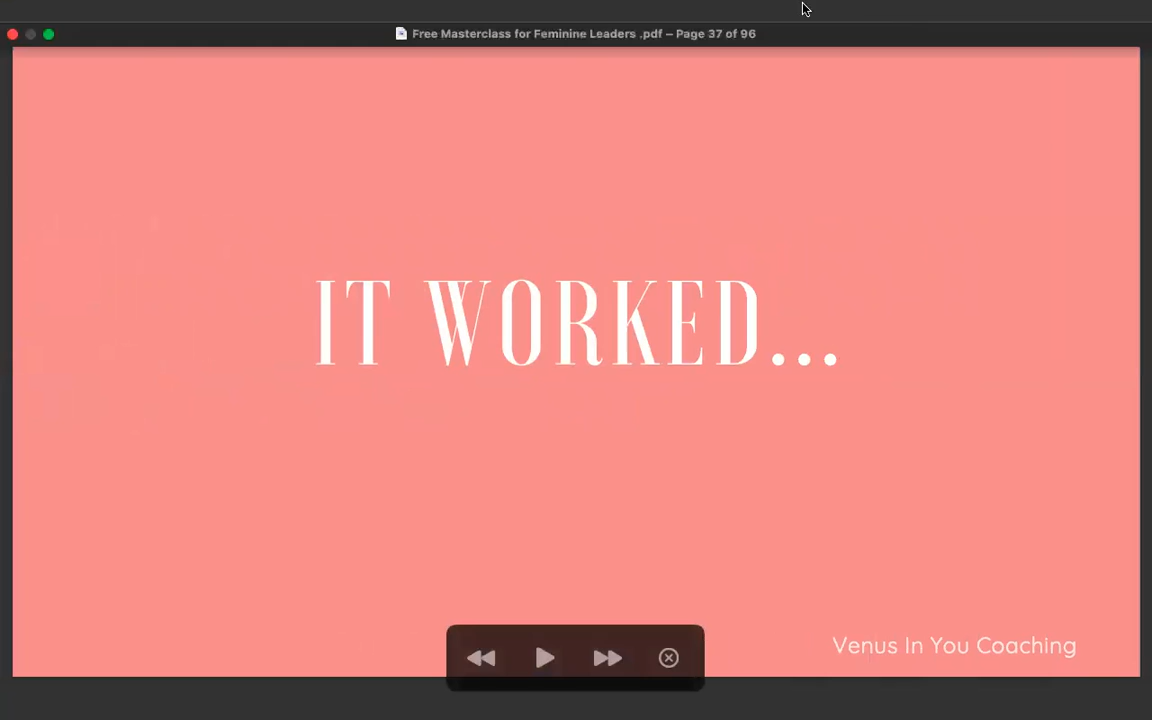 Free Masterclass for Feminine Leaders .pdf – Page 37 of 96
IT WORKED...
Venus In You Coaching